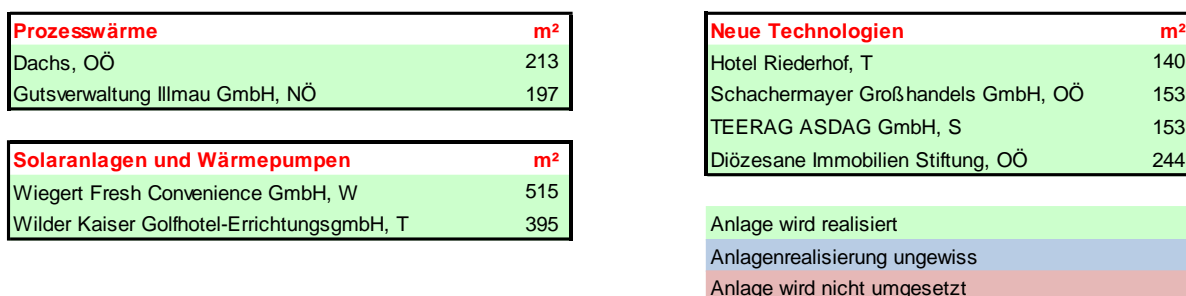 Prozesswärme m²
Dachs, OÖ 213
Gutsverwaltung Illmau GmbH, NÖ 197
Solaranlagen und Wärmepumpen m²
Wiegert Fresh Convenience GmbH, W 515
Wilder Kaiser Golfhotel-ErrichtungsgmbH, T 395
Neue Technologien m²
Hotel Riederhof, T 140
Schachermayer Großhandels GmbH, OÖ 153
TEERAG ASDAG GmbH, S 153
Diözesane Immobilien Stiftung, OÖ 244
Anlage wird realisiert
Anlagenrealisierung ungewiss
Anlage wird nicht umgesetzt